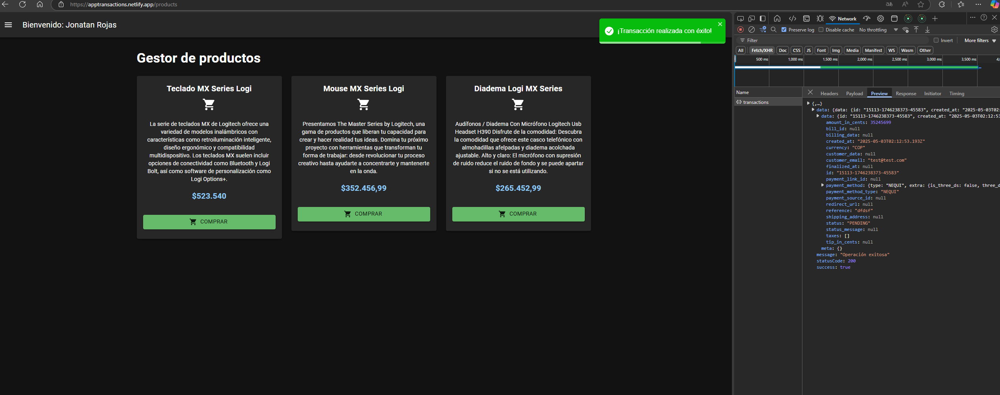 https://apptransactions.netlify.app/products
Bienvenido: Jonatan Rojas
¡Transacción realizada con éxito!
Gestor de productos
Teclado MX Series Logi
La serie de teclados MX de Logitech ofrece una
variedad de modelos inalámbricos con
características como retroiluminación inteligente,
diseño ergonómico y compatibilidad
multidispositivo. Los teclados MX suelen incluir
opciones de conectividad como Bluetooth y Logi
Bolt, así como software de personalización como
Logi Options+.
$523.540
COMPRAR
Mouse MX Series Logi
Presentamos The Master Series by Logitech, una
gama de productos que liberan tu capacidad para
crear y hacer realidad tus ideas. Domina tu próximo
proyecto con herramientas que transforman tu
forma de trabajar: desde revolucionar tu proceso
creativo hasta ayudarte a concentrarte y mantenerte
en la onda.
$352.456,99
COMPRAR
Diadema Logi MX Series
Audífonos / Diadema Con Micrófono Logitech Usb
Headset H390 Disfrute de la comodidad: Descubra
la comodidad que ofrece este casco telefónico con
almohadillas afelpadas y diadema acolchada
ajustable. Alto y claro: El micrófono con supresión
de ruido reduce el ruido de fondo y se puede apartar
si no se está utilizando.
$265.452,99
COMPRAR
Network
Preserve log Disable cache No throttling
Filter Invert More filters
All Fetch/XHR Doc CSS JS Font Img Media Manifest WS Wasm Other
500 ms 1,000 ms 1,500 ms 2,000 ms 2,500 ms 3,000 ms 3,500 ms 4,
Name
transactions
Headers Payload Preview Response Initiator Timing
{,…}
data: {data: {id: "15113-1746238373-45583", created_at: "2025-05-03T02:
data: {id: "15113-1746238373-45583", created_at: "2025-05-03T02:12:53
amount_in_cents: 35245699
bill_id: null
billing_data: null
created_at: "2025-05-03T02:12:53.193Z"
currency: "COP"
customer_data: null
customer_email: "test@test.com"
finalized_at: null
id: "15113-1746238373-45583"
payment_link_id: null
payment_method: {type: "NEQUI", extra: {is_three_ds: false, three_d
payment_method_type: "NEQUI"
payment_source_id: null
redirect_url: null
reference: "dfdsf"
shipping_address: null
status: "PENDING"
status_message: null
taxes: []
tip_in_cents: null
meta: {}
message: "Operación exitosa"
statusCode: 200
success: true